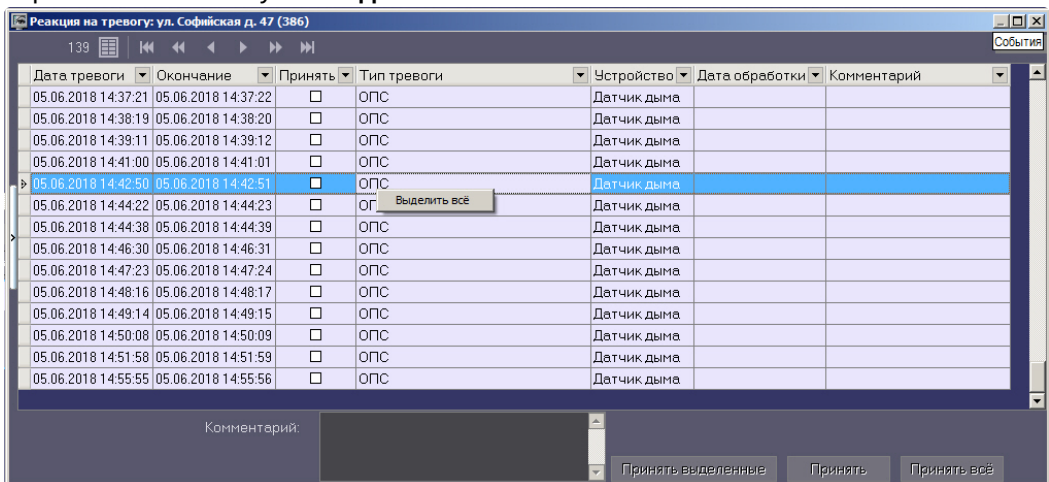 Реакция на тревогу: ул. Софийская д. 47 (386)
139
События
Дата тревоги Окончание Принять Тип тревоги Устройство Дата обработки Комментарий
05.06.2018 14:37:21 05.06.2018 14:37:22 ОПС Датчик дыма
05.06.2018 14:38:19 05.06.2018 14:38:20 ОПС Датчик дыма
05.06.2018 14:39:11 05.06.2018 14:39:12 ОПС Датчик дыма
05.06.2018 14:41:00 05.06.2018 14:41:01 ОПС Датчик дыма
05.06.2018 14:42:50 05.06.2018 14:42:51 ОПС Датчик дыма
Выделить всё
05.06.2018 14:44:22 05.06.2018 14:44:23 Датчик дыма
05.06.2018 14:44:38 05.06.2018 14:44:39 ОПС Датчик дыма
05.06.2018 14:46:30 05.06.2018 14:46:31 ОПС Датчик дыма
05.06.2018 14:47:23 05.06.2018 14:47:24 ОПС Датчик дыма
05.06.2018 14:48:16 05.06.2018 14:48:17 ОПС Датчик дыма
05.06.2018 14:49:14 05.06.2018 14:49:15 ОПС Датчик дыма
05.06.2018 14:50:08 05.06.2018 14:50:09 ОПС Датчик дыма
05.06.2018 14:51:58 05.06.2018 14:51:59 ОПС Датчик дыма
05.06.2018 14:55:55 05.06.2018 14:55:56 ОПС Датчик дыма
Комментарий:
Принять выделенные Принять Принять всё